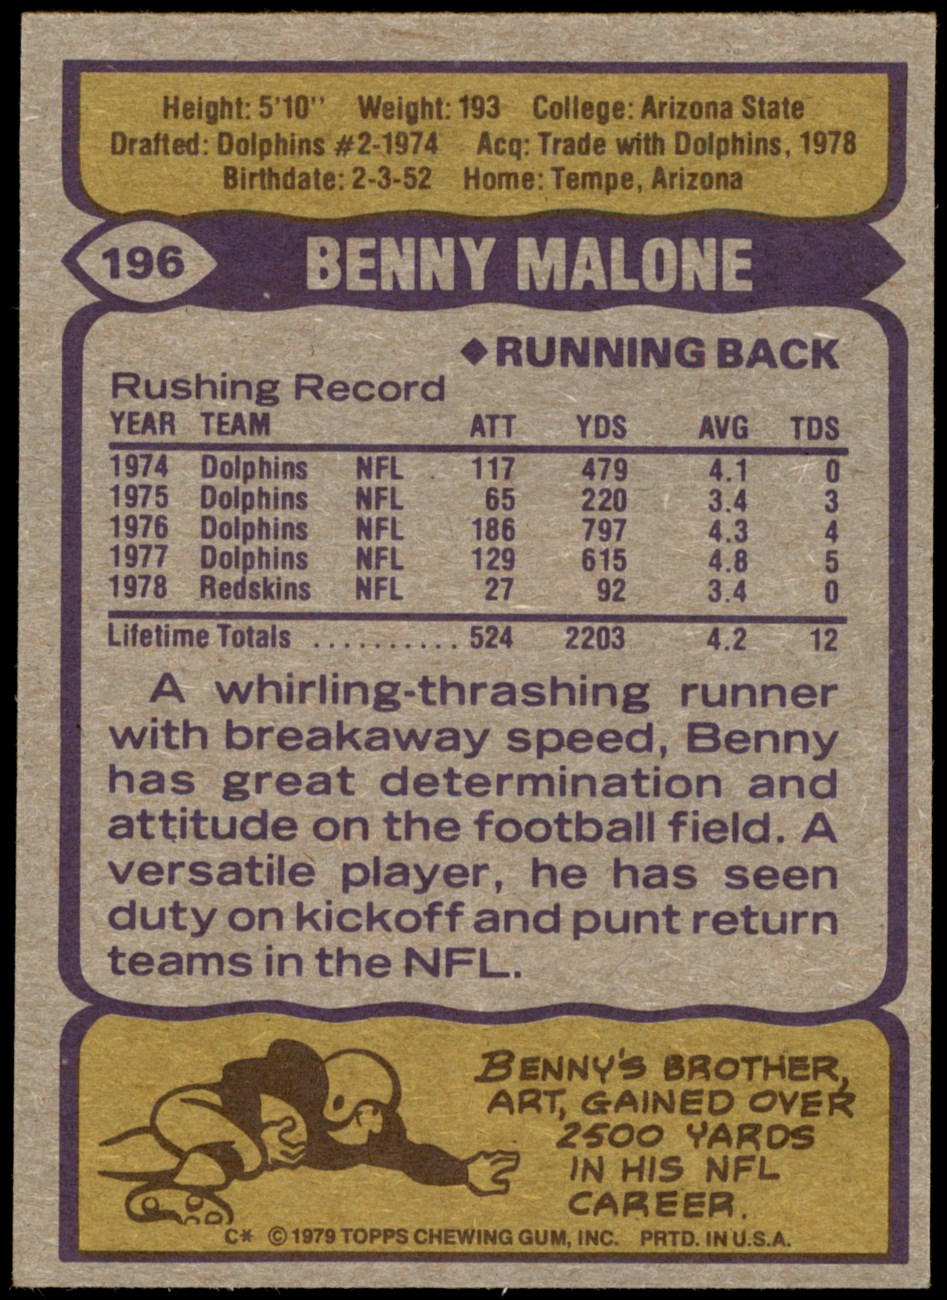 Height: 5'10'' Weight: 193 College: Arizona State
Drafted: Dolphins #2-1974 Acq: Trade with Dolphins, 1978
Birthdate: 2-3-52 Home: Tempe, Arizona
196 BENNY MALONE
◆RUNNING BACK
Rushing Record
YEAR TEAM ATT YDS AVG TDS
1974 Dolphins NFL 117 479 4.1 0
1975 Dolphins NFL 65 220 3.4 3
1976 Dolphins NFL 186 797 4.3 4
1977 Dolphins NFL 129 615 4.8 5
1978 Redskins NFL 27 92 3.4 0
Lifetime Totals .......... 524 2203 4.2 12
A whirling-thrashing runner
with breakaway speed, Benny
has great determination and
attitude on the football field. A
versatile player, he has seen
duty on kickoff and punt return
teams in the NFL.
BENNY'S BROTHER,
ART, GAINED OVER
2500 YARDS
IN HIS NFL
CAREER.
C* ©1979 TOPPS CHEWING GUM, INC. PRTD. IN U.S.A.